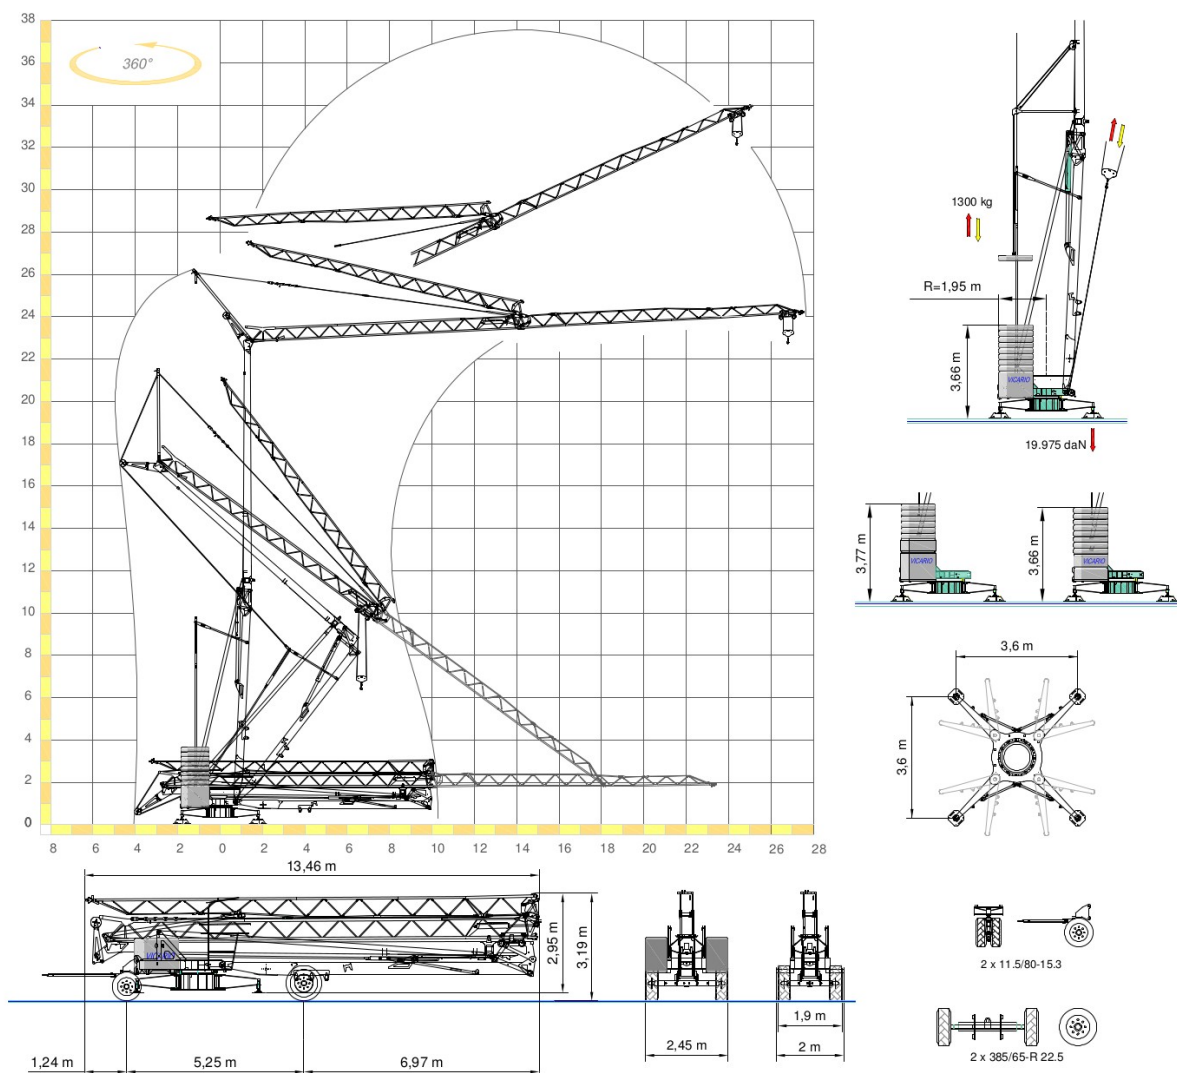 38
36
34
32
30
28
26
24
22
20
18
16
14
12
10
8
6
4
2
0
8 6 4 2 0 2 4 6 8 10 12 14 16 18 20 22 24 26 28
360°
1300 kg
R=1,95 m
3,66 m
VICARIO
19.975 daN
3,77 m
VICARIO
3,66 m
VICARIO
3,6 m
3,6 m
13,46 m
VICARIO
2,95 m
3,19 m
1,24 m
5,25 m
6,97 m
2,45 m
1,9 m
2 m
2 x 11.5/80-15.3
2 x 385/65-R 22.5